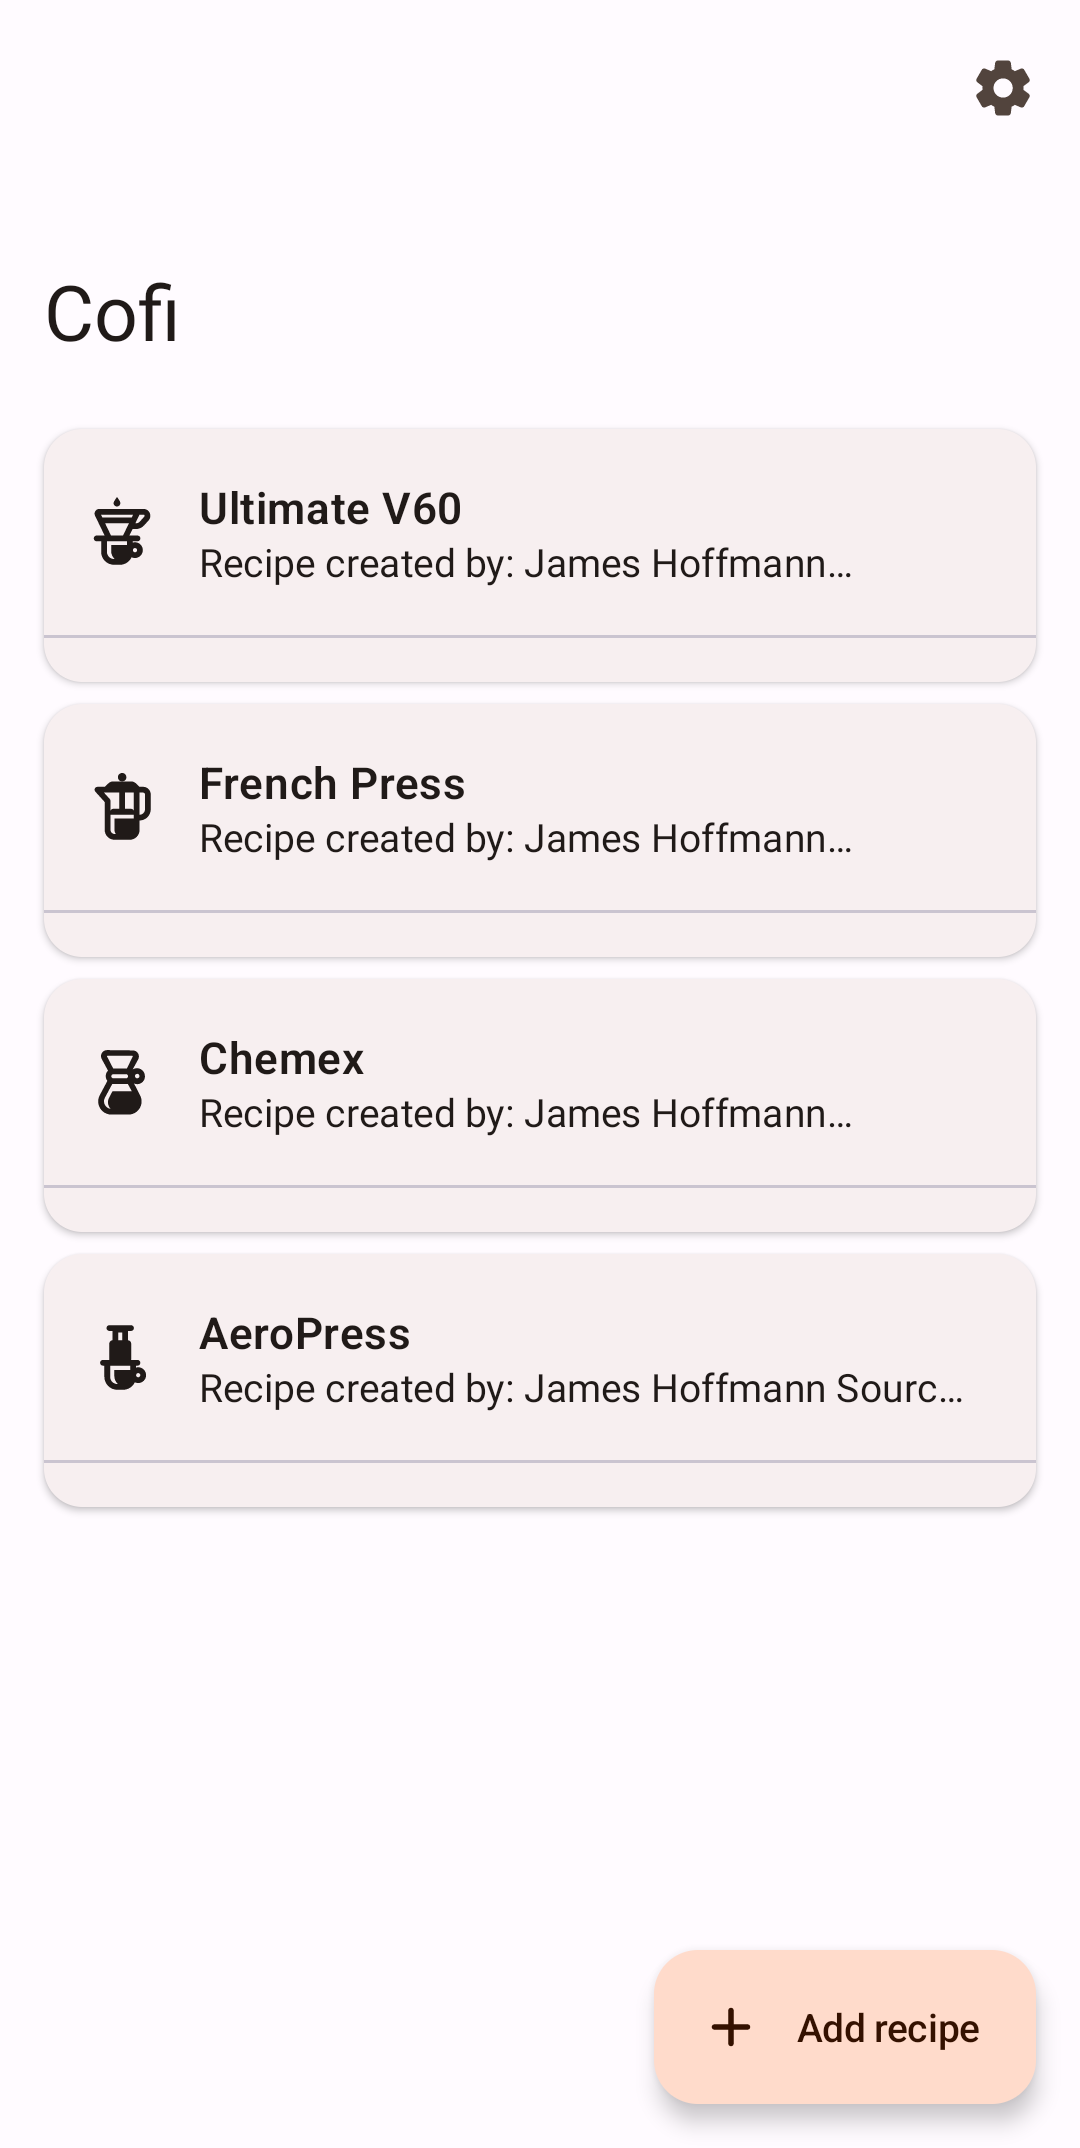 Cofi
Ultimate V60
Recipe created by: James Hoffmann…
French Press
Recipe created by: James Hoffmann…
Chemex
Recipe created by: James Hoffmann…
AeroPress
Recipe created by: James Hoffmann Sourc…
Add recipe